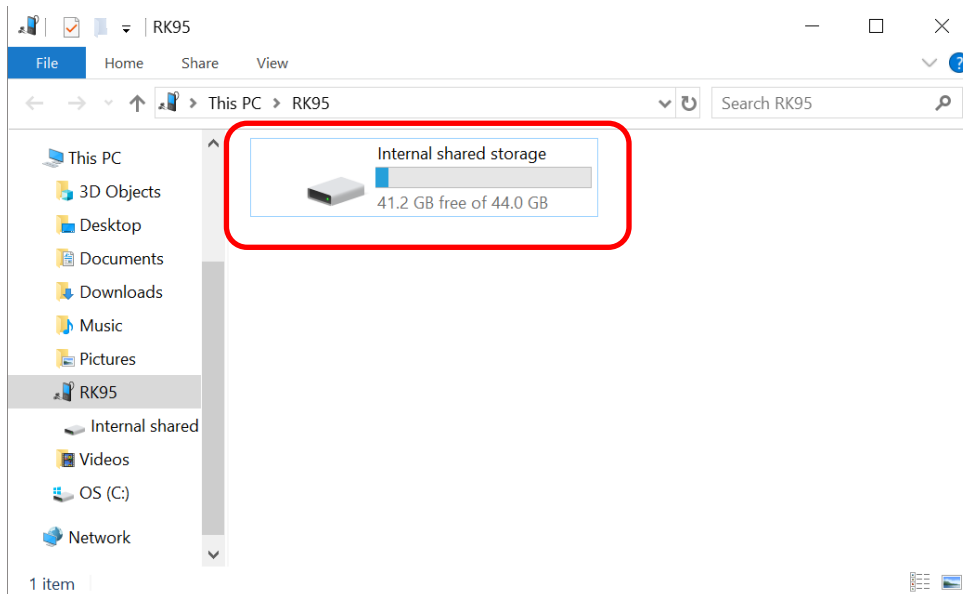 RK95
File Home Share View
?
This PC > RK95
Search RK95
This PC
3D Objects
Desktop
Documents
Downloads
Music
Pictures
RK95
Internal shared
Videos
OS (C:)
Network
Internal shared storage
41.2 GB free of 44.0 GB
1 item